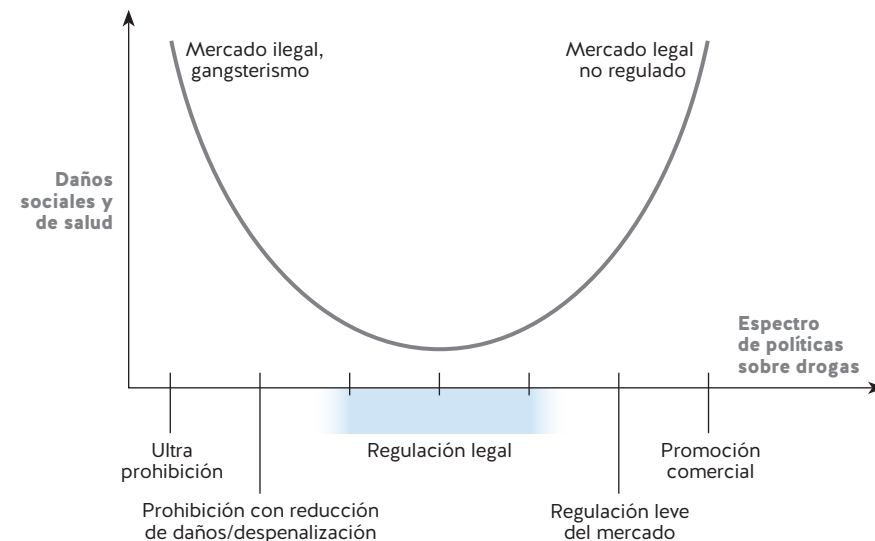 Mercado ilegal,
gangsterismo
Mercado legal
no regulado
Daños
sociales y
de salud
Espectro
de políticas
sobre drogas
Ultra
prohibición
Regulación legal
Promoción
comercial
Prohibición con reducción
de daños/despenalización
Regulación leve
del mercado